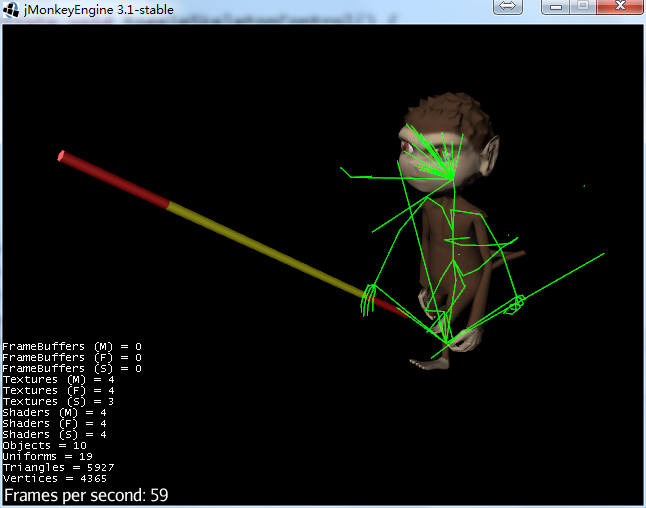 jMonkeyEngine 3.1-stable
FrameBuffers (M) = 0
FrameBuffers (F) = 0
FrameBuffers (S) = 0
Textures (M) = 4
Textures (F) = 4
Textures (S) = 3
Shaders (M) = 4
Shaders (F) = 4
Shaders (S) = 4
Objects = 10
Uniforms = 19
Triangles = 5927
Vertices = 4365
Frames per second: 59